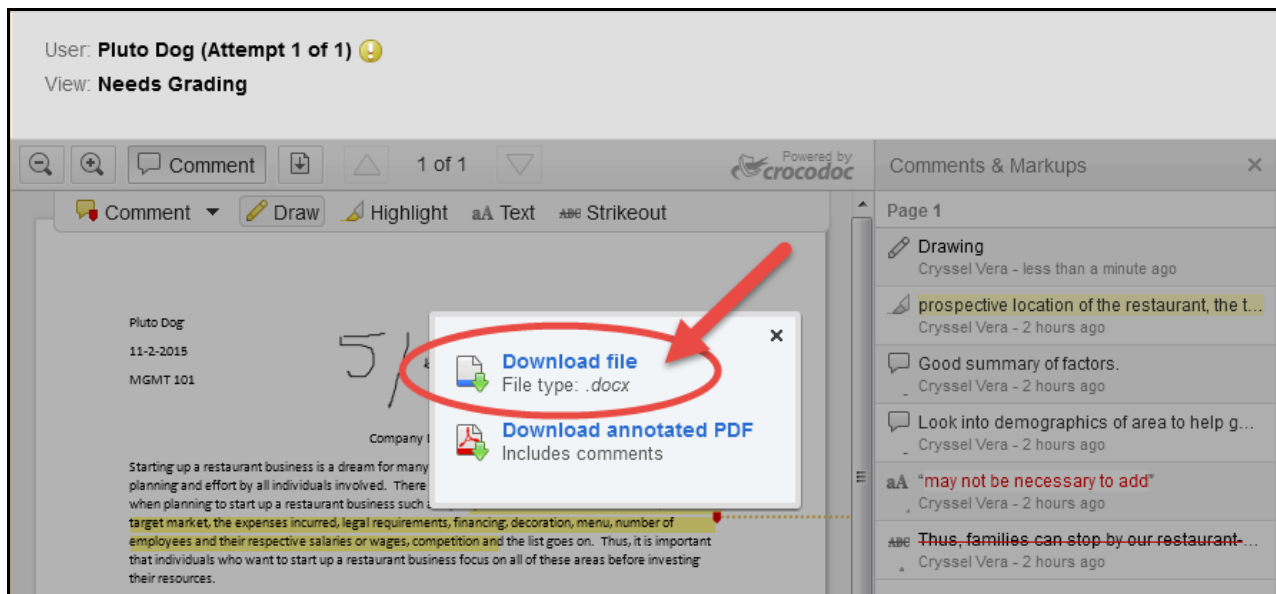 User: Pluto Dog (Attempt 1 of 1)
View: Needs Grading
Comment
1 of 1
Powered by
crocodoc
Comments & Markups
Comment
Draw
Highlight
aA Text
ABC Strikeout
Page 1
Drawing
Cryssel Vera - less than a minute ago
prospective location of the restaurant, the t...
Cryssel Vera - 2 hours ago
Good summary of factors.
Cryssel Vera - 2 hours ago
Look into demographics of area to help g...
Cryssel Vera - 2 hours ago
aA "may not be necessary to add"
Cryssel Vera - 2 hours ago
ABC Thus, families can stop by our restaurant-...
Cryssel Vera - 2 hours ago
Pluto Dog
11-2-2015
MGMT 101
5/
Company
Starting up a restaurant business is a dream for many
planning and effort by all individuals involved. There
when planning to start up a restaurant business such
target market, the expenses incurred, legal requirements, financing, decoration, menu, number of
employees and their respective salaries or wages, competition and the list goes on. Thus, it is important
that individuals who want to start up a restaurant business focus on all of these areas before investing
their resources.
Download file
File type: .docx
Download annotated PDF
Includes comments